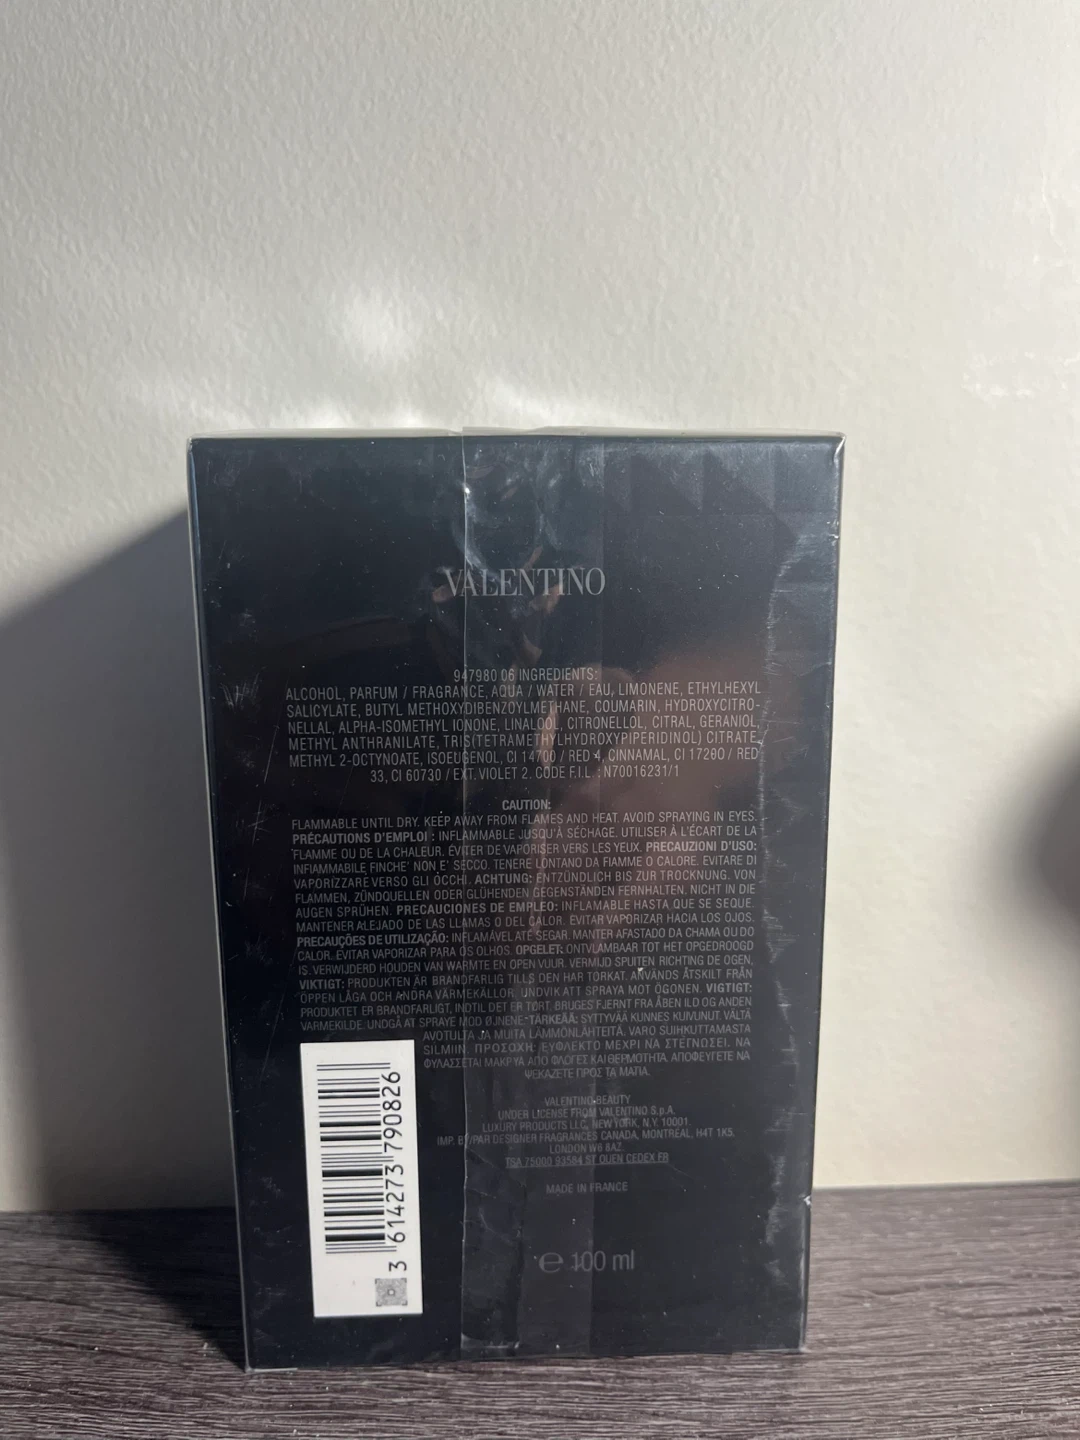 VALENTINO
947980 06 INGREDIENTS:
ALCOHOL, PARFUM / FRAGRANCE, AQUA / WATER / EAU, LIMONENE, ETHYLHEXYL
SALICYLATE, BUTYL METHOXYDIBENZOYLMETHANE, COUMARIN, HYDROXYCITRO-
NELLAL, ALPHA-ISOMETHYL IONONE, LINALOOL, CITRONELLOL, CITRAL, GERANIOL,
METHYL ANTHRANILATE, TRIS(TETRAMETHYLHYDROXYPIPERIDINOL) CITRATE,
METHYL 2-OCTYNOATE, ISOEUGENOL, CI 14700 / RED 4, CINNAMAL, CI 17200 / RED
33, CI 60730 / EXT. VIOLET 2. CODE F.I.L. : N70016231/1
CAUTION:
FLAMMABLE UNTIL DRY. KEEP AWAY FROM FLAMES AND HEAT. AVOID SPRAYING IN EYES.
PRÉCAUTIONS D'EMPLOI : INFLAMMABLE JUSQU'À SÉCHAGE. UTILISER À L'ÉCART DE LA
FLAMME OU DE LA CHALEUR. ÉVITER DE VAPORISER VERS LES YEUX. PRECAUZIONI D'USO:
INFIAMMABILE FINCHE' NON E' SECCO. TENERE LONTANO DA FIAMME O CALORE. EVITARE DI
VAPORIZZARE VERSO GLI OCCHI. ACHTUNG: ENTZÜNDLICH BIS ZUR TROCKNUNG. VON
FLAMMEN, ZÜNDQUELLEN ODER GLÜHENDEN GEGENSTÄNDEN FERNHALTEN. NICHT IN DIE
AUGEN SPRÜHEN. PRECAUCIONES DE EMPLEO: INFLAMABLE HASTA QUE SE SEQUE.
MANTENER ALEJADO DE LAS LLAMAS O DEL CALOR. EVITAR VAPORIZAR HACIA LOS OJOS.
PRECAUÇÕES DE UTILIZAÇÃO: INFLAMÁVEL ATÉ SEGAR. MANTER AFASTADO DA CHAMA OU DO
CALOR. EVITAR VAPORIZAR PARA OS OLHOS. OPGELET: ONTVLAMBAAR TOT HET OPGEDROOGD
IS. VERWIJDERD HOUDEN VAN WARMTE EN OPEN VUUR. VERMIJD SPUITEN RICHTING DE OGEN.
VIKTIGT: PRODUKTEN ÄR BRANDFARLIG TILLS DEN HAR TORKAT. ANVÄNDS ÅTSKILT FRÅN
ÖPPEN LÅGA OCH ANDRA VÄRMEKÄLLOR. UNDVIK ATT SPRAYA MOT ÖGONEN. VIGTIGT:
PRODUKTET ER BRANDFARLIGT, INDTIL DET ER TØRT. BRUGES FJERNT FRA ÅBEN ILD OG ANDEN
VARMEKILDE. UNDGÅ AT SPRAYE MOD ØJNENE. TÄRKEÄÄ: SYTTYVÄÄ KUNNES KUIVUNUT. VÄLTÄ
AVOTULTA JA MUITA LÄMMÖNLÄHTEITÄ. VARO SUIHKUTTAMASTA
SILMIIN. ΠΡΟΣΟΧΗ: ΕΥΦΛΕΚΤΟ ΜΕΧΡΙ ΝΑ ΣΤΕΓΝΩΣΕΙ. ΝΑ
ΦΥΛΑΣΣΕΤΑΙ ΜΑΚΡΥΑ ΑΠΟ ΦΛΟΓΕΣ ΚΑΙ ΘΕΡΜΟΤΗΤΑ. ΑΠΟΦΕΥΓΕΤΕ ΝΑ
ΨΕΚΑΖΕΤΕ ΠΡΟΣ ΤΑ ΜΑΤΙΑ.
VALENTINO BEAUTY
UNDER LICENSE FROM VALENTINO S.p.A.
LUXURY PRODUCTS LLC, NEW YORK, N.Y. 10001.
IMP. BY/PAR DESIGNER FRAGRANCES CANADA, MONTRÉAL, H4T 1K5.
LONDON W6 8AZ.
TSA 75000 93584 ST OUEN CEDEX FR
MADE IN FRANCE
℮ 100 ml
3 614273 790826